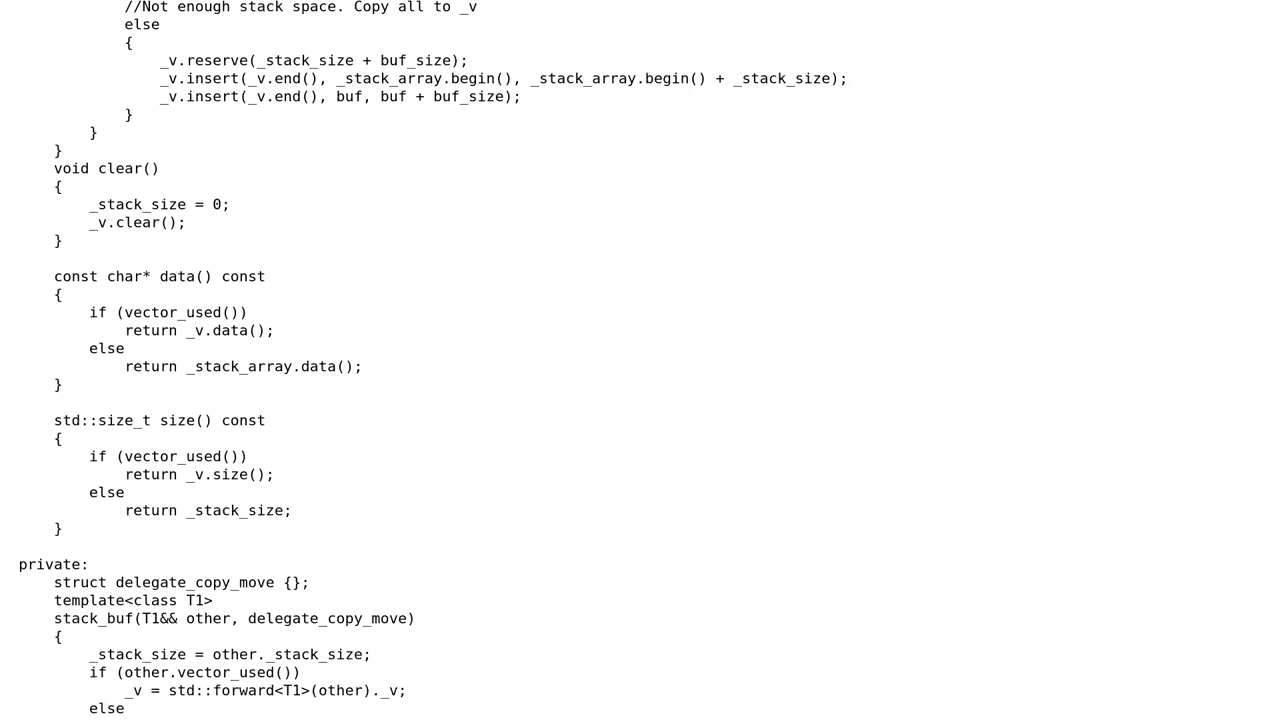 //Not enough stack space. Copy all to _v
else
{
_v.reserve(_stack_size + buf_size);
_v.insert(_v.end(), _stack_array.begin(), _stack_array.begin() + _stack_size);
_v.insert(_v.end(), buf, buf + buf_size);
}
}
}
void clear()
{
_stack_size = 0;
_v.clear();
}
const char* data() const
{
if (vector_used())
return _v.data();
else
return _stack_array.data();
}
std::size_t size() const
{
if (vector_used())
return _v.size();
else
return _stack_size;
}
private:
struct delegate_copy_move {};
template<class T1>
stack_buf(T1&& other, delegate_copy_move)
{
_stack_size = other._stack_size;
if (other.vector_used())
_v = std::forward<T1>(other)._v;
else